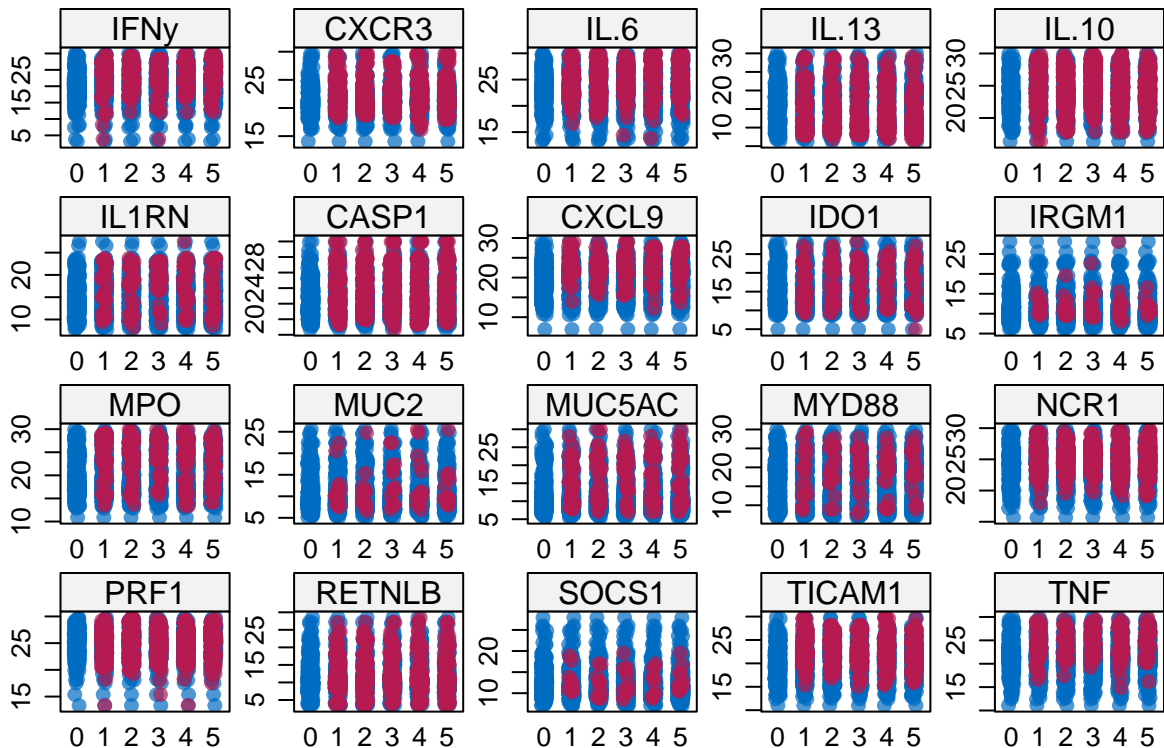 IFNy CXCR3 IL.6 IL.13 IL.10
5 15 25 15 25 15 25 10 20 30 20 25 30
0 1 2 3 4 5 0 1 2 3 4 5 0 1 2 3 4 5 0 1 2 3 4 5 0 1 2 3 4 5
IL1RN CASP1 CXCL9 IDO1 IRGM1
10 20 20 24 28 10 20 30 5 15 25 5 15 25
0 1 2 3 4 5 0 1 2 3 4 5 0 1 2 3 4 5 0 1 2 3 4 5 0 1 2 3 4 5
MPO MUC2 MUC5AC MYD88 NCR1
10 20 30 5 15 25 5 15 25 10 20 30 20 25 30
0 1 2 3 4 5 0 1 2 3 4 5 0 1 2 3 4 5 0 1 2 3 4 5 0 1 2 3 4 5
PRF1 RETNLB SOCS1 TICAM1 TNF
15 25 5 15 25 10 20 15 25 15 25
0 1 2 3 4 5 0 1 2 3 4 5 0 1 2 3 4 5 0 1 2 3 4 5 0 1 2 3 4 5